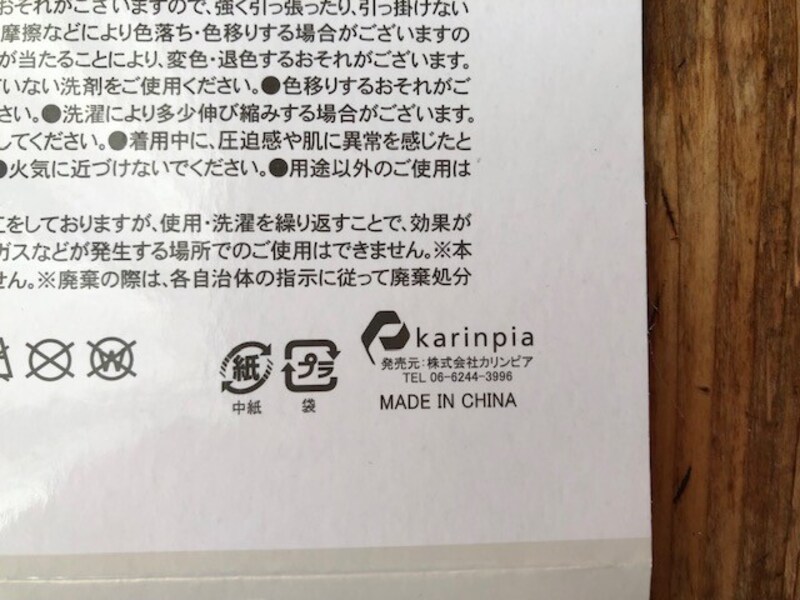 おそれがございますので、強く引っ張ったり、引っ掛けない
摩擦などにより色落ち・色移りする場合がございますの
が当たることにより、変色・退色するおそれがございます。
いない洗剤をご使用ください。●色移りするおそれがご
さい。●洗濯により多少伸び縮みする場合がございます。
してください。●着用中に、圧迫感や肌に異常を感じたと
●火気に近づけないでください。●用途以外のご使用は
工をしておりますが、使用・洗濯を繰り返すことで、効果が
ガスなどが発生する場所でのご使用はできません。※本
せん。※廃棄の際は、各自治体の指示に従って廃棄処分
W
紙
中紙
プラ
袋
karinpia
発売元:株式会社カリンピア
TEL 06-6244-3996
MADE IN CHINA